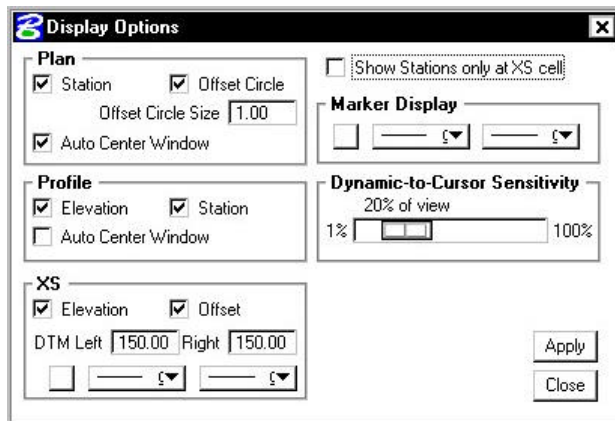 Display Options
Plan
Station Offset Circle
Offset Circle Size 1.00
Auto Center Window
Show Stations only at XS cell
Marker Display
Profile
Elevation Station
Auto Center Window
Dynamic-to-Cursor Sensitivity
20% of view
1% 100%
XS
Elevation Offset
DTM Left 150.00 Right 150.00
Apply
Close